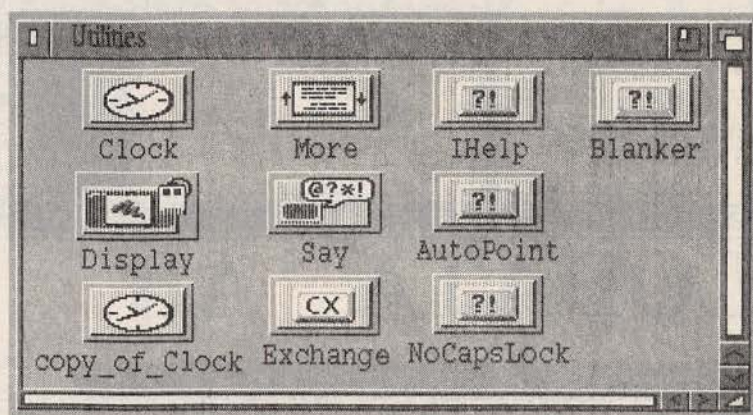 Utilities
Clock More IHelp Blanker
?! ?!
Display Say AutoPoint
@?*! ?!
copy_of_Clock Exchange NoCapsLock
CX ?!